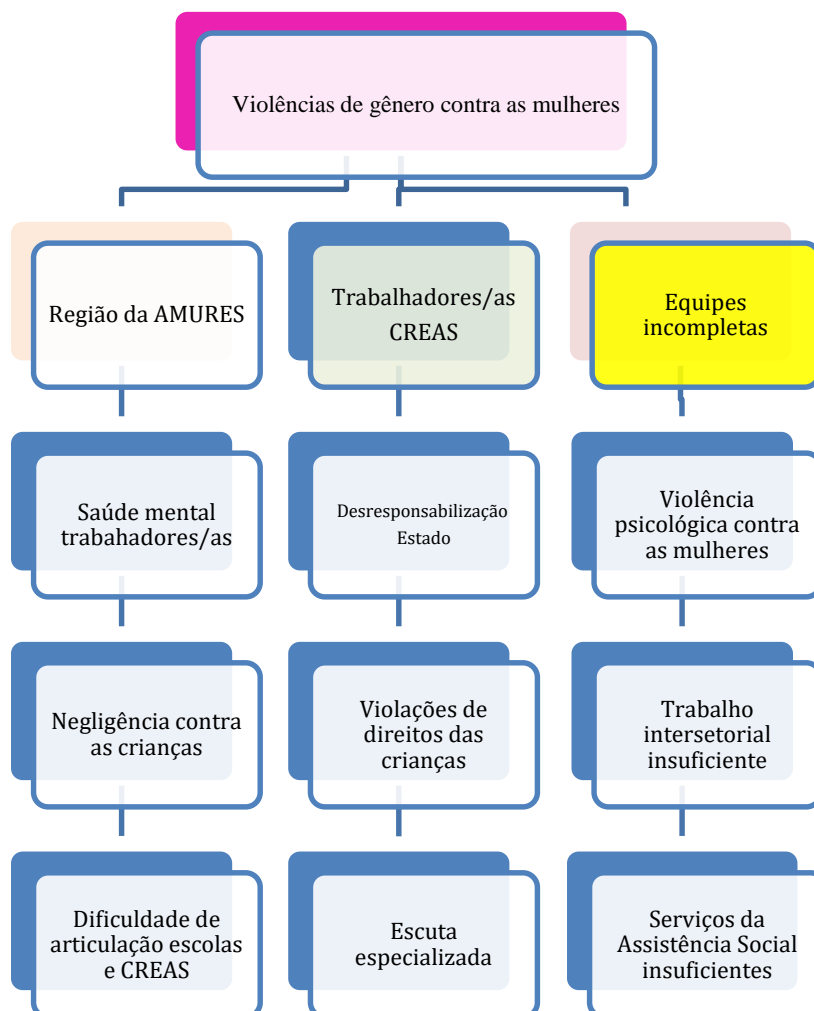 Violências de gênero contra as mulheres
Região da AMURES
Trabalhadores/as
CREAS
Equipes
incompletas
Saúde mental
trabahadores/as
Desresponsabilização
Estado
Violência
psicológica contra
as mulheres
Negligência contra
as crianças
Violações de
direitos das
crianças
Trabalho
intersetorial
insuficiente
Dificuldade de
articulação escolas
e CREAS
Escuta
especializada
Serviços da
Assistência Social
insuficientes